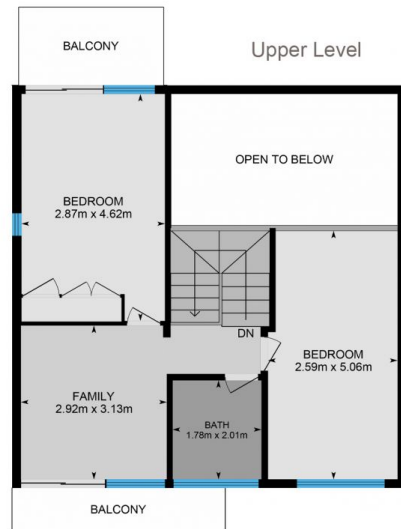 BALCONY
Upper Level
OPEN TO BELOW
BEDROOM
2.87m x 4.62m
DN
BEDROOM
2.59m x 5.06m
FAMILY
2.92m x 3.13m
BATH
1.78m x 2.01m
BALCONY